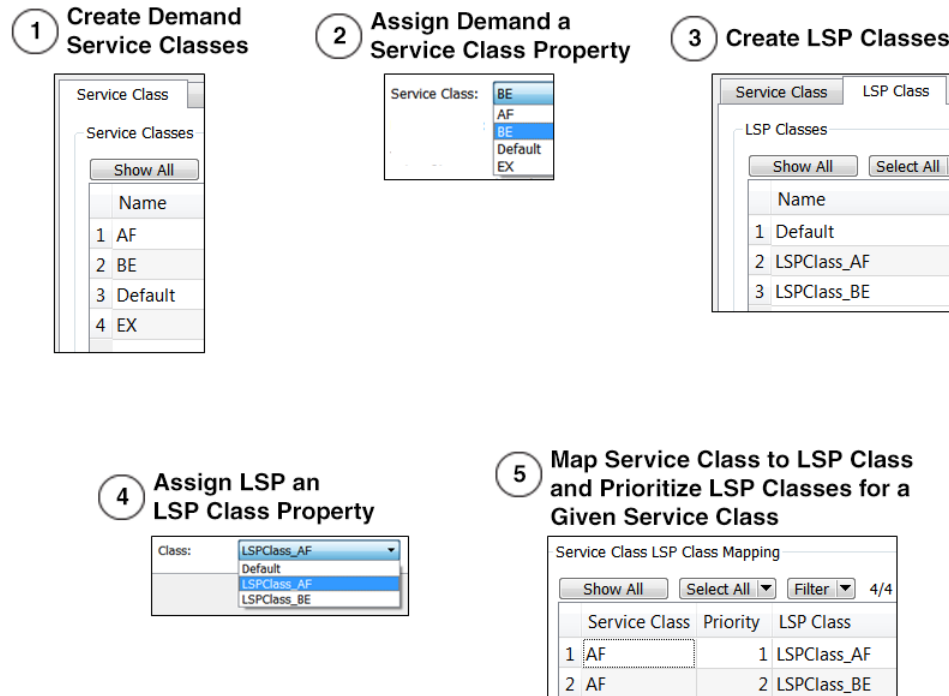 1 Create Demand
Service Classes
Service Class
Service Classes
Show All
Name
1 AF
2 BE
3 Default
4 EX
2 Assign Demand a
Service Class Property
Service Class: BE
AF
BE
Default
EX
3 Create LSP Classes
Service Class LSP Class
LSP Classes
Show All Select All
Name
1 Default
2 LSPClass_AF
3 LSPClass_BE
4 Assign LSP an
LSP Class Property
Class: LSPClass_AF
Default
LSPClass_AF
LSPClass_BE
5 Map Service Class to LSP Class
and Prioritize LSP Classes for a
Given Service Class
Service Class LSP Class Mapping
Show All Select All Filter 4/4
Service Class Priority LSP Class
1 AF 1 LSPClass_AF
2 AF 2 LSPClass_BE